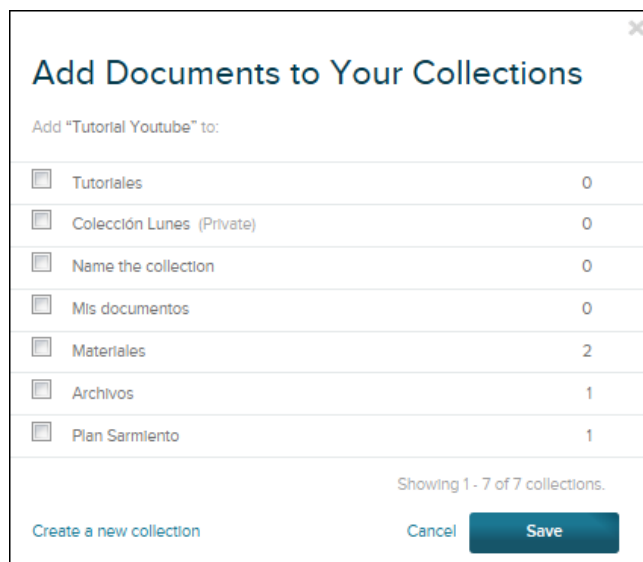 Add Documents to Your Collections
Add “Tutorial Youtube” to:
Tutoriales 0
Colección Lunes (Private) 0
Name the collection 0
Mis documentos 0
Materiales 2
Archivos 1
Plan Sarmiento 1
Showing 1 - 7 of 7 collections.
Create a new collection Cancel Save